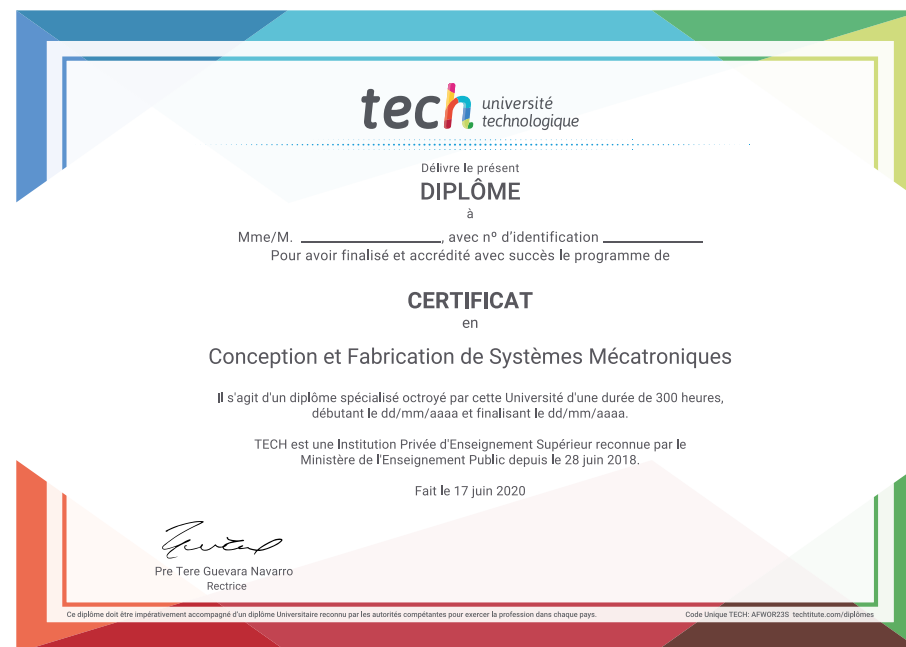 tech université
technologique
Délivre le présent
DIPLÔME
à
Mme/M. ____________________, avec nº d'identification ______________
Pour avoir finalisé et accrédité avec succès le programme de
CERTIFICAT
en
Conception et Fabrication de Systèmes Mécatroniques
Il s'agit d'un diplôme spécialisé octroyé par cette Université d'une durée de 300 heures,
débutant le dd/mm/aaaa et finalisant le dd/mm/aaaa.
TECH est une Institution Privée d'Enseignement Supérieur reconnue par le
Ministère de l'Enseignement Public depuis le 28 juin 2018.
Fait le 17 juin 2020
Pre Tere Guevara Navarro
Rectrice
Ce diplôme doit être impérativement accompagné d'un diplôme Universitaire reconnu par les autorités compétentes pour exercer la profession dans chaque pays.
Code Unique TECH: AFWOR23S techtitute.com/diplômes